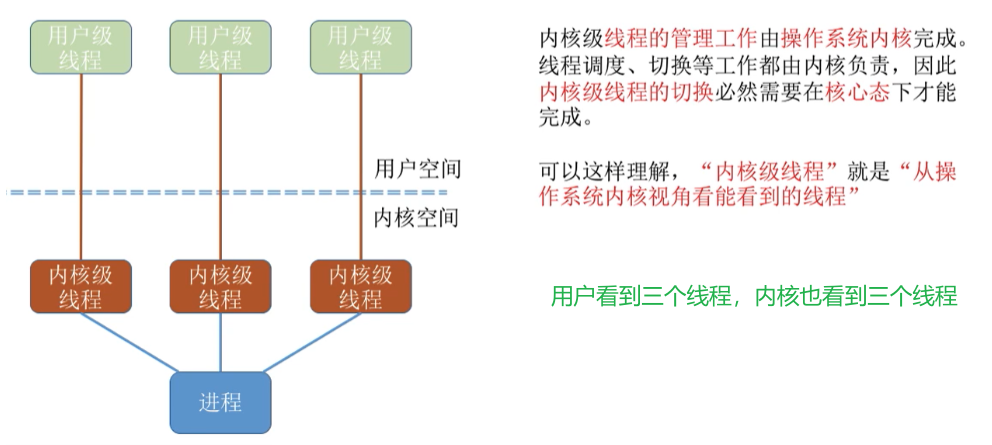 用户级
线程
用户级
线程
用户级
线程
用户空间
内核空间
内核级
线程
内核级
线程
内核级
线程
进程
内核级线程的管理工作由操作系统内核完成。
线程调度、切换等工作都由内核负责，因此
内核级线程的切换必然需要在核心态下才能
完成。
可以这样理解，“内核级线程”就是“从操
作系统内核视角看能看到的线程”
用户看到三个线程，内核也看到三个线程